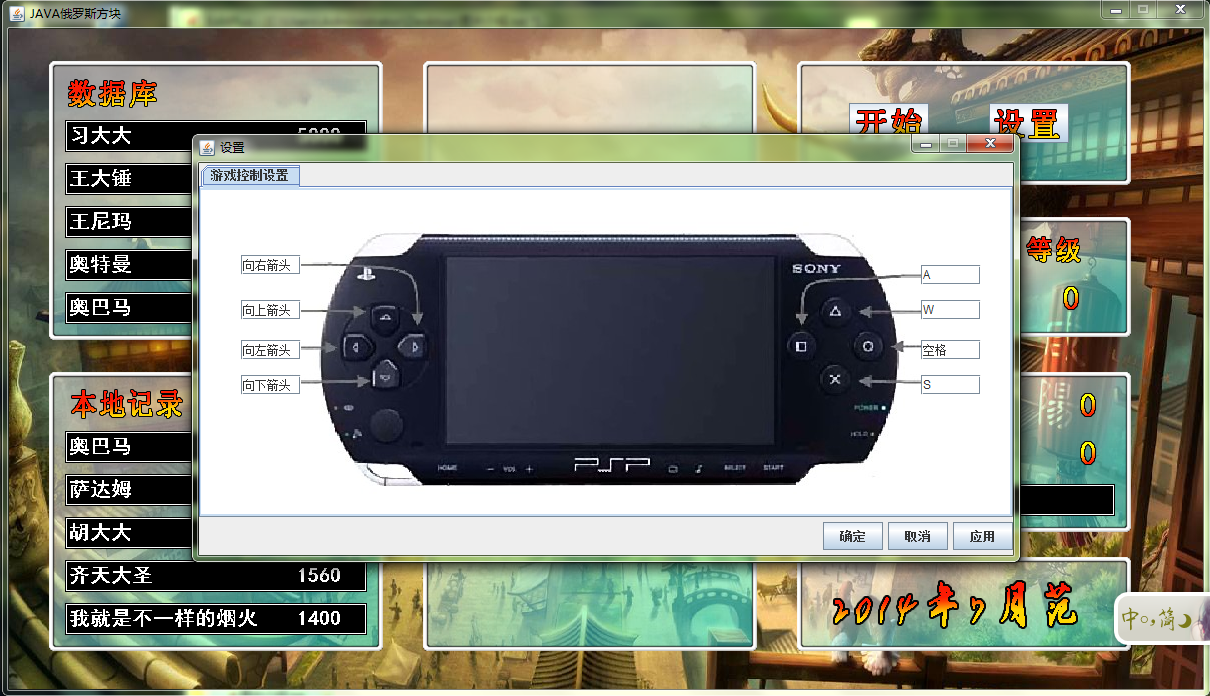 JAVA俄罗斯方块
数据库
习大大 5000
王大锤
王尼玛
奥特曼
奥巴马
本地记录
奥巴马
萨达姆
胡大大
齐天大圣 1560
我就是不一样的烟火 1400
设置
游戏控制设置
向右箭头
向上箭头
向左箭头
向下箭头
SONY
A
W
空格
S
POWER
HOLD
HOME
VOL
PSP
SELECT
START
确定
取消
应用
开始
设置
等级
0
0
0
2014年7月范
中
简